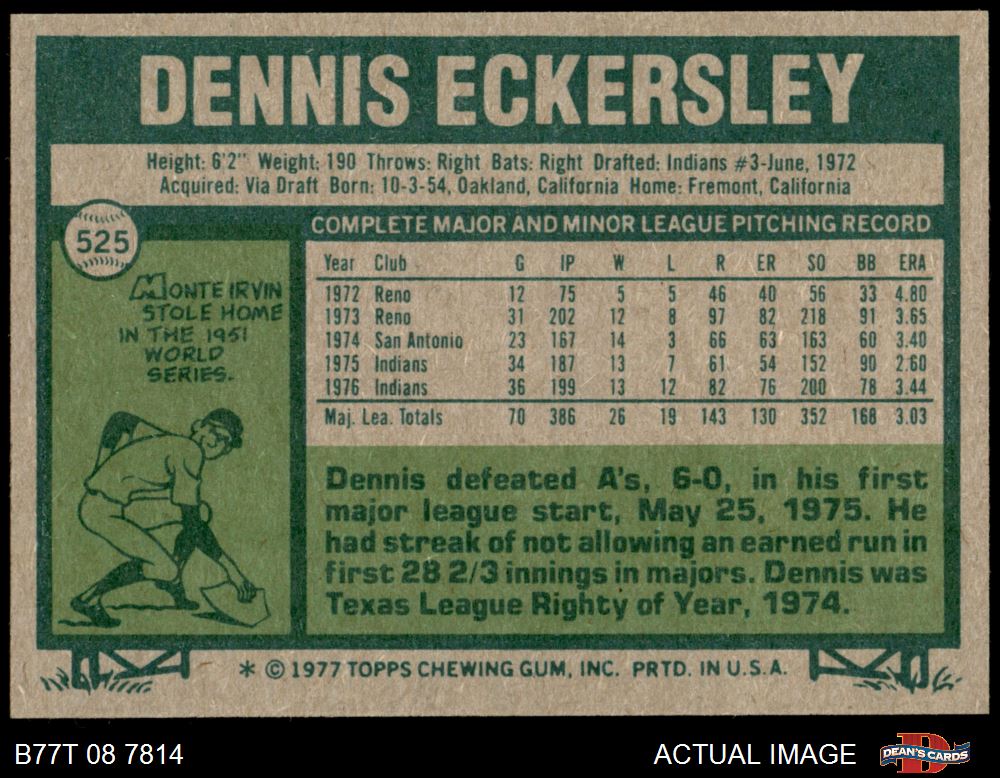 DENNIS ECKERSLEY
Height: 6'2" Weight: 190 Throws: Right Bats: Right Drafted: Indians #3-June, 1972
Acquired: Via Draft Born: 10-3-54, Oakland, California Home: Fremont, California
525
MONTE IRVIN
STOLE HOME
IN THE 1951
WORLD
SERIES.
COMPLETE MAJOR AND MINOR LEAGUE PITCHING RECORD
Year Club G IP W L R ER SO BB ERA
1972 Reno 12 75 5 5 46 40 56 33 4.80
1973 Reno 31 202 12 8 97 82 218 91 3.65
1974 San Antonio 23 167 14 3 66 63 163 60 3.40
1975 Indians 34 187 13 7 61 54 152 90 2.60
1976 Indians 36 199 13 12 82 76 200 78 3.44
Maj. Lea. Totals 70 386 26 19 143 130 352 168 3.03
Dennis defeated A's, 6-0, in his first
major league start, May 25, 1975. He
had streak of not allowing an earned run in
first 28 2/3 innings in majors. Dennis was
Texas League Righty of Year, 1974.
* © 1977 TOPPS CHEWING GUM, INC. PRTD. IN U.S.A.
B77T 08 7814
ACTUAL IMAGE
D
DEAN'S CARDS